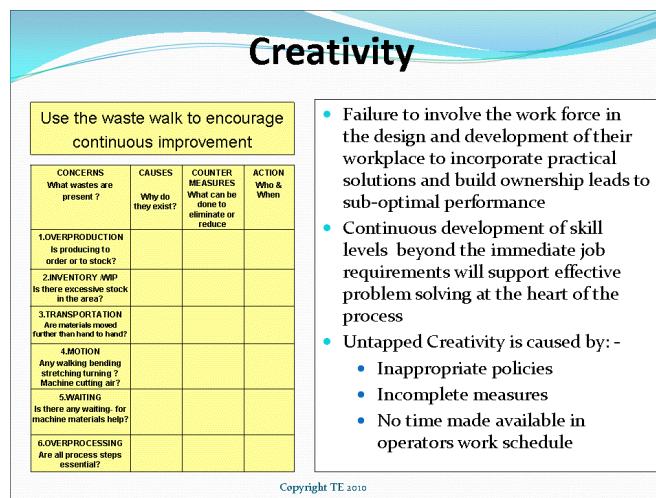 Creativity
Use the waste walk to encourage
continuous improvement
CONCERNS
What wastes are
present ?
CAUSES
Why do
they exist?
COUNTER
MEASURES
What can be
done to
eliminate or
reduce
ACTION
Who &
When
1.OVERPRODUCTION
Is producing to
order or to stock?
2.INVENTORY /WIP
Is there excessive stock
in the area?
3.TRANSPORTATION
Are materials moved
further than hand to hand?
4.MOTION
Any walking bending
stretching turning ?
Machine cutting air?
5.WAITING
Is there any waiting- for
machine materials help?
6.OVERPROCESSING
Are all process steps
essential?
Failure to involve the work force in
the design and development of their
workplace to incorporate practical
solutions and build ownership leads to
sub-optimal performance
Continuous development of skill
levels beyond the immediate job
requirements will support effective
problem solving at the heart of the
process
Untapped Creativity is caused by: -
Inappropriate policies
Incomplete measures
No time made available in
operators work schedule
Copyright TE 2010